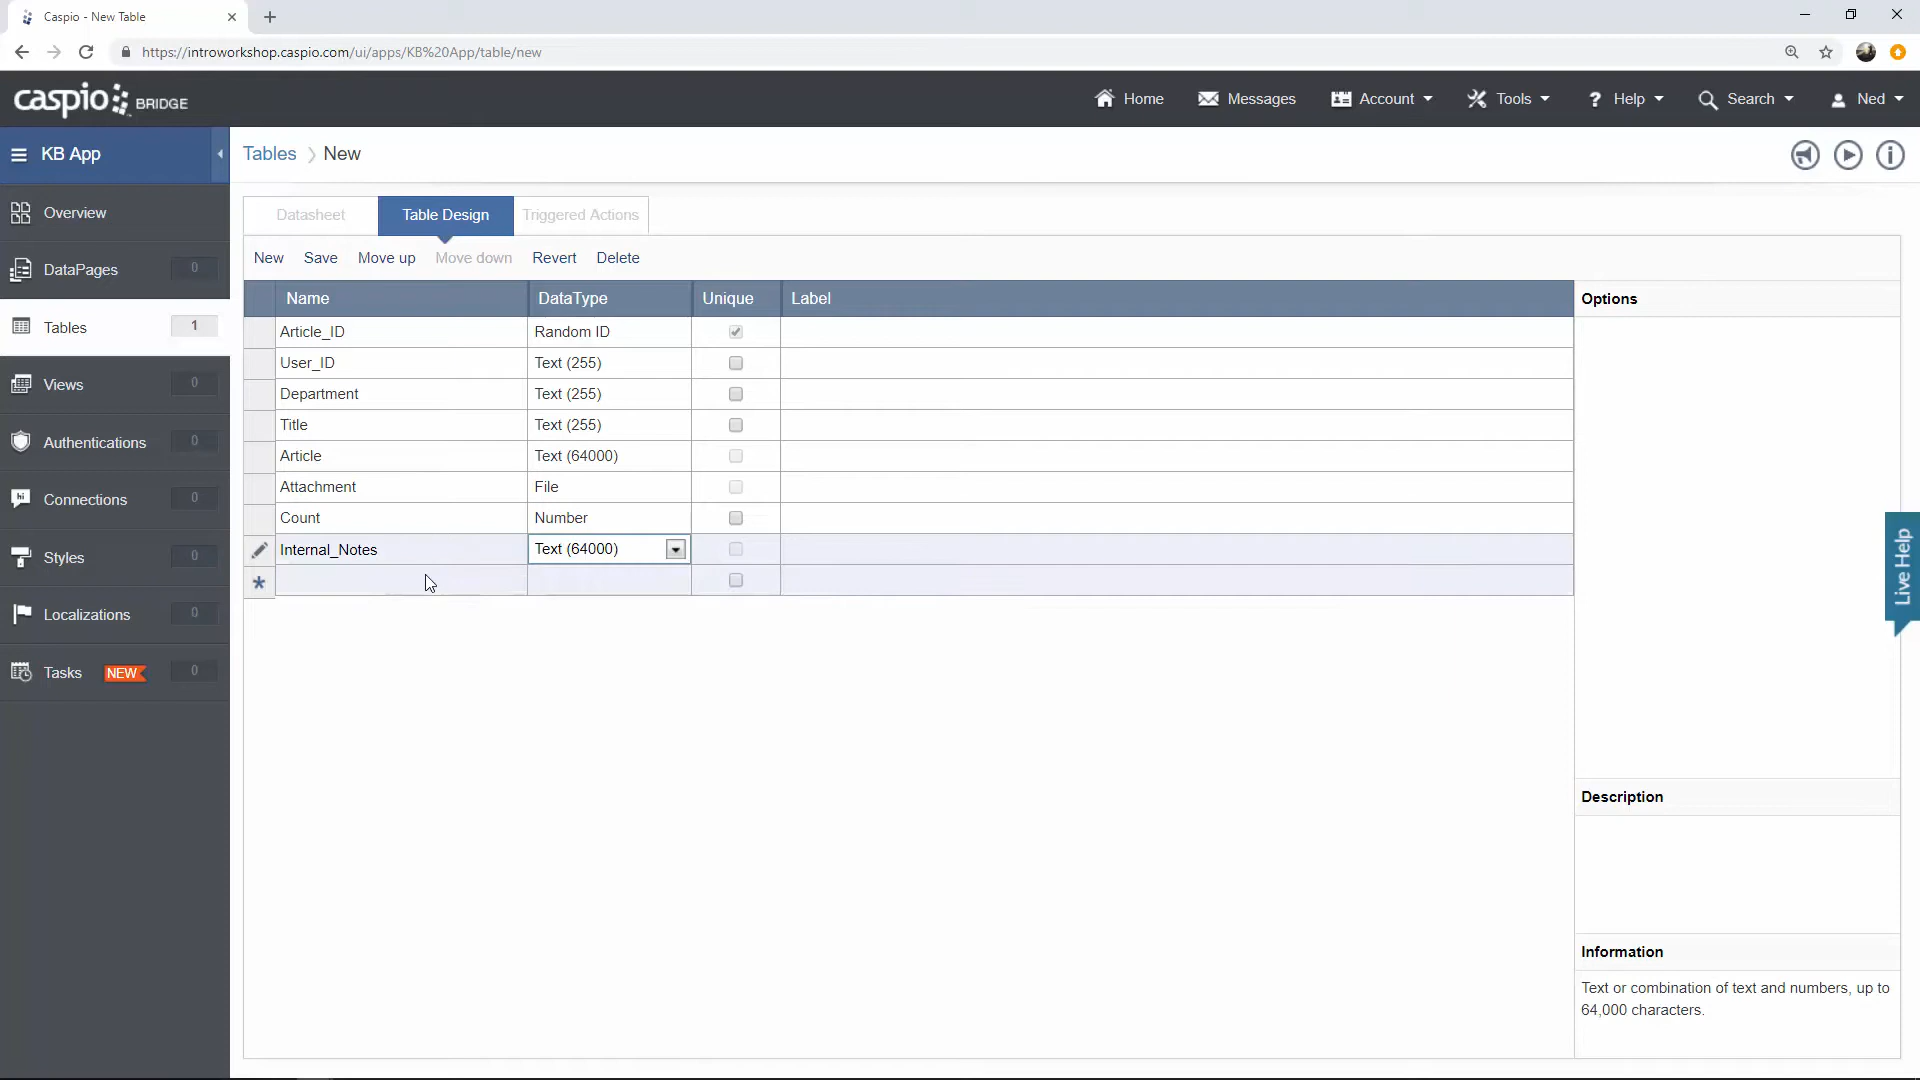 Caspio - New Table
https://introworkshop.caspio.com/ui/apps/KB%20App/table/new
caspio BRIDGE
Home Messages Account Tools ? Help Search Ned
KB App
Tables > New
Overview
DataPages 0
Tables 1
Views 0
Authentications 0
hi Connections 0
Styles 0
Localizations 0
Tasks NEW 0
Datasheet Table Design Triggered Actions
New Save Move up Move down Revert Delete
Name DataType Unique Label
Article_ID Random ID
User_ID Text (255)
Department Text (255)
Title Text (255)
Article Text (64000)
Attachment File
Count Number
Internal_Notes Text (64000)
*
Options
Description
Information
Text or combination of text and numbers, up to
64,000 characters.
Live Help